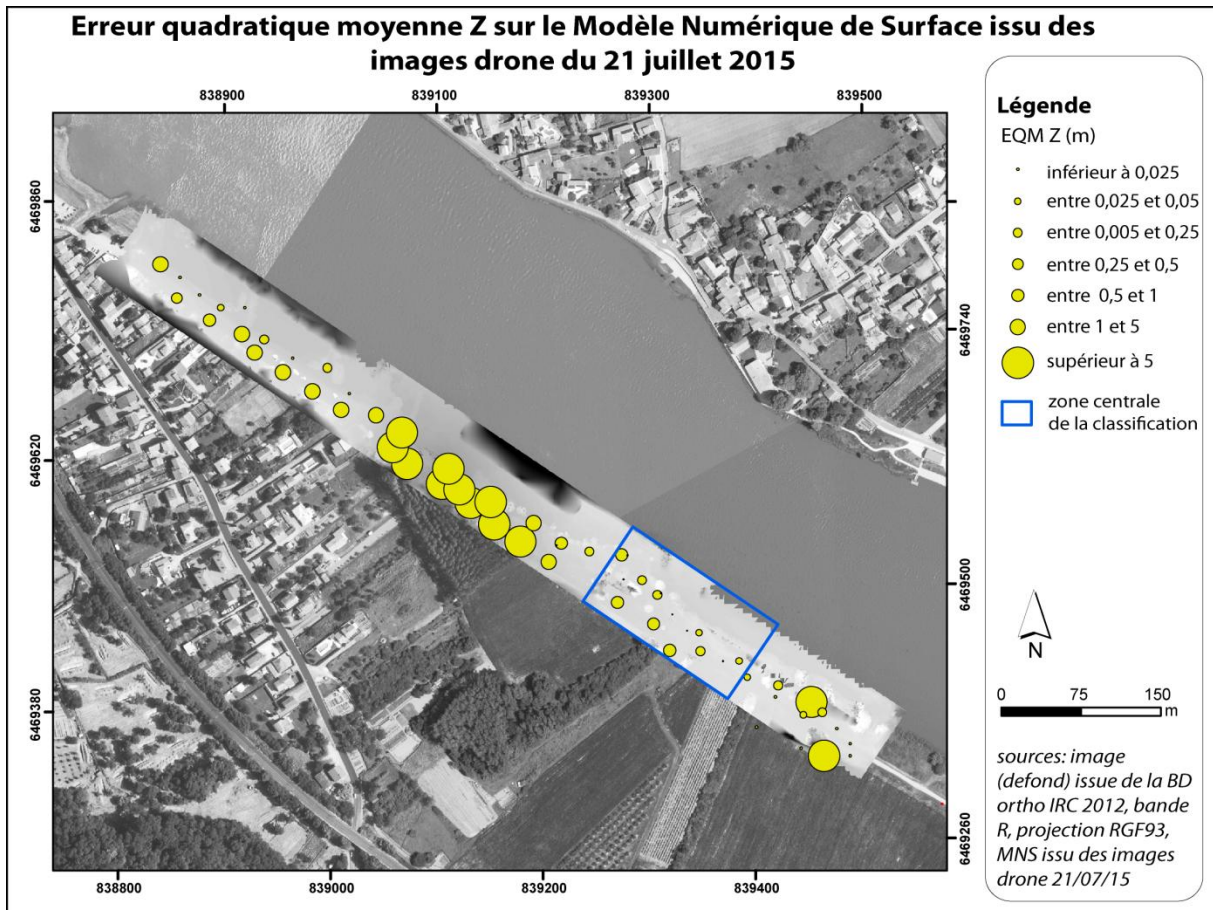 Erreur quadratique moyenne Z sur le Modèle Numérique de Surface issu des
images drone du 21 juillet 2015
838900
839100
839300
839500
6469860
6469620
6469380
6469740
6469500
6469260
838800
839000
839200
839400
Légende
EQM Z (m)
inférieur à 0,025
entre 0,025 et 0,05
entre 0,005 et 0,25
entre 0,25 et 0,5
entre 0,5 et 1
entre 1 et 5
supérieur à 5
zone centrale
de la classification
N
0 75 150
m
sources: image
(defond) issue de la BD
ortho IRC 2012, bande
R, projection RGF93,
MNS issu des images
drone 21/07/15